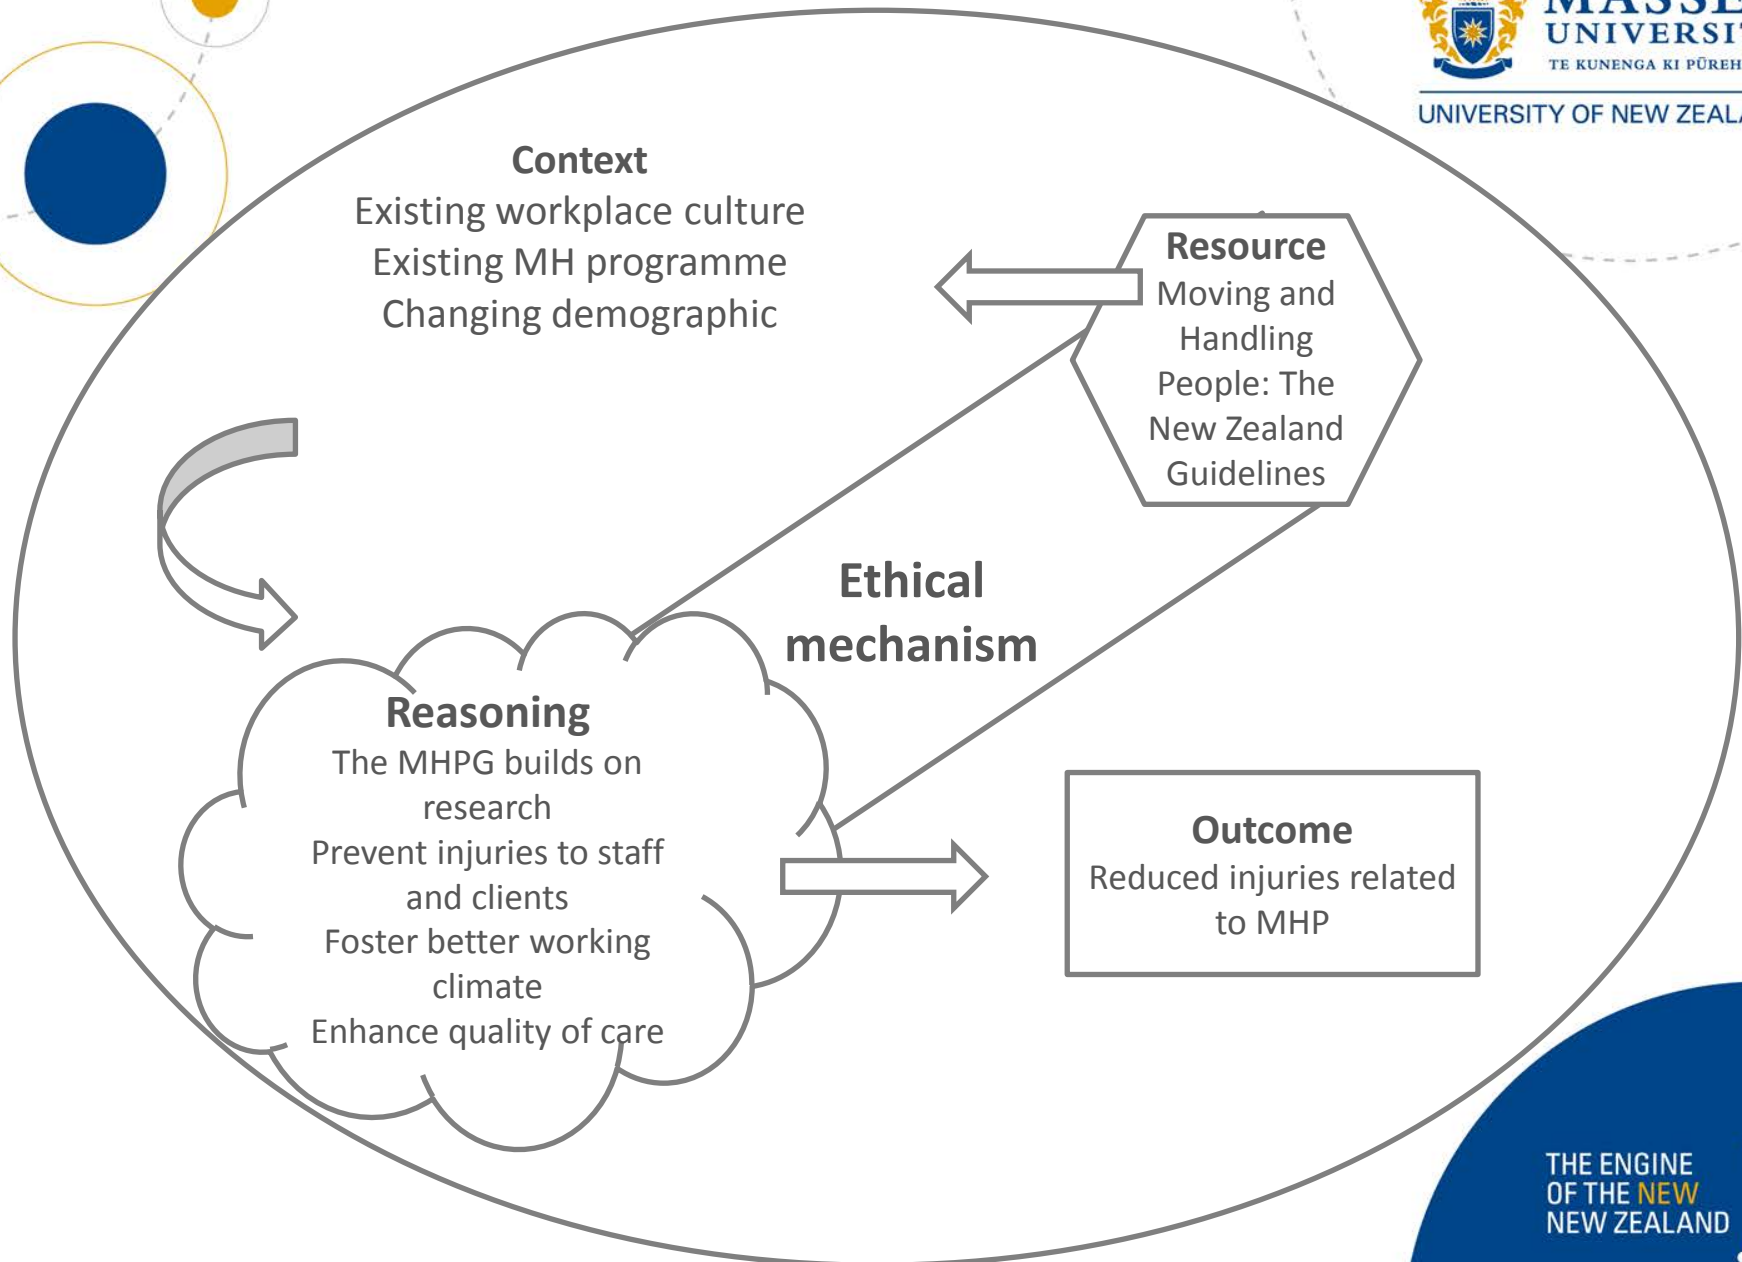 UNIVERSIT
TE KUNENGA KI PŪREH
UNIVERSITY OF NEW ZEAL
Context
Existing workplace culture
Existing MH programme
Changing demographic
Resource
Moving and
Handling
People: The
New Zealand
Guidelines
Ethical
mechanism
Reasoning
The MHPG builds on
research
Prevent injuries to staff
and clients
Foster better working
climate
Enhance quality of care
Outcome
Reduced injuries related
to MHP
THE ENGINE
OF THE NEW
NEW ZEALAND